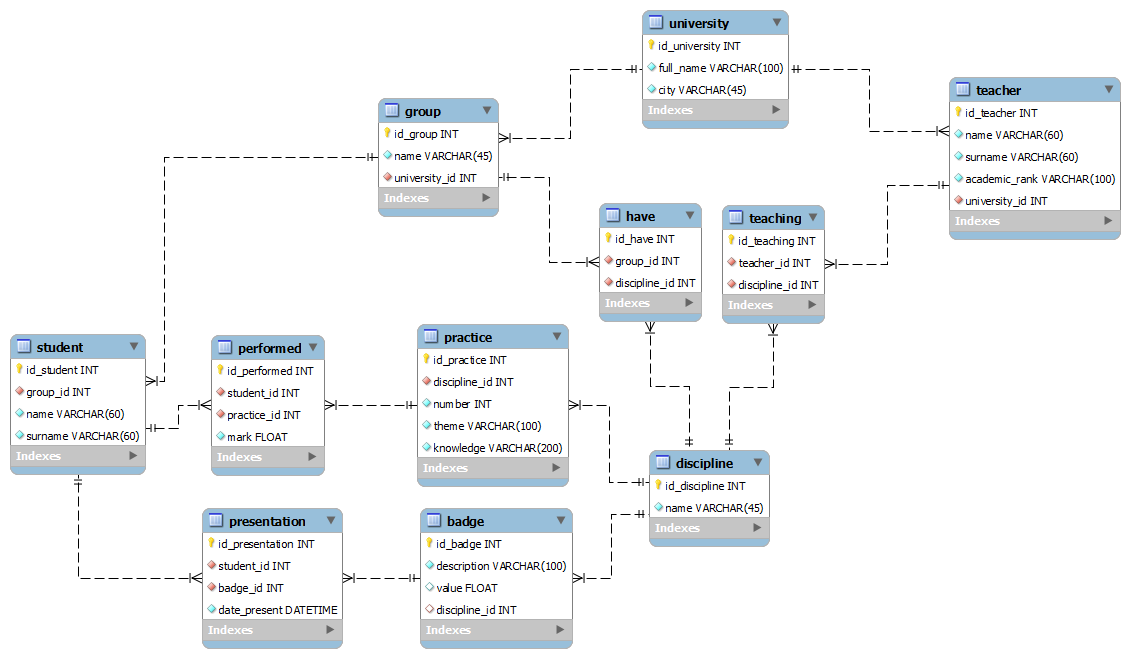 university
id_university INT
full_name VARCHAR(100)
city VARCHAR(45)
Indexes
teacher
id_teacher INT
name VARCHAR(60)
surname VARCHAR(60)
academic_rank VARCHAR(100)
university_id INT
Indexes
group
id_group INT
name VARCHAR(45)
university_id INT
Indexes
have
id_have INT
group_id INT
discipline_id INT
Indexes
teaching
id_teaching INT
teacher_id INT
discipline_id INT
Indexes
student
id_student INT
group_id INT
name VARCHAR(60)
surname VARCHAR(60)
Indexes
performed
id_performed INT
student_id INT
practice_id INT
mark FLOAT
Indexes
practice
id_practice INT
discipline_id INT
number INT
theme VARCHAR(100)
knowledge VARCHAR(200)
Indexes
discipline
id_discipline INT
name VARCHAR(45)
Indexes
presentation
id_presentation INT
student_id INT
badge_id INT
date_present DATETIME
Indexes
badge
id_badge INT
description VARCHAR(100)
value FLOAT
discipline_id INT
Indexes